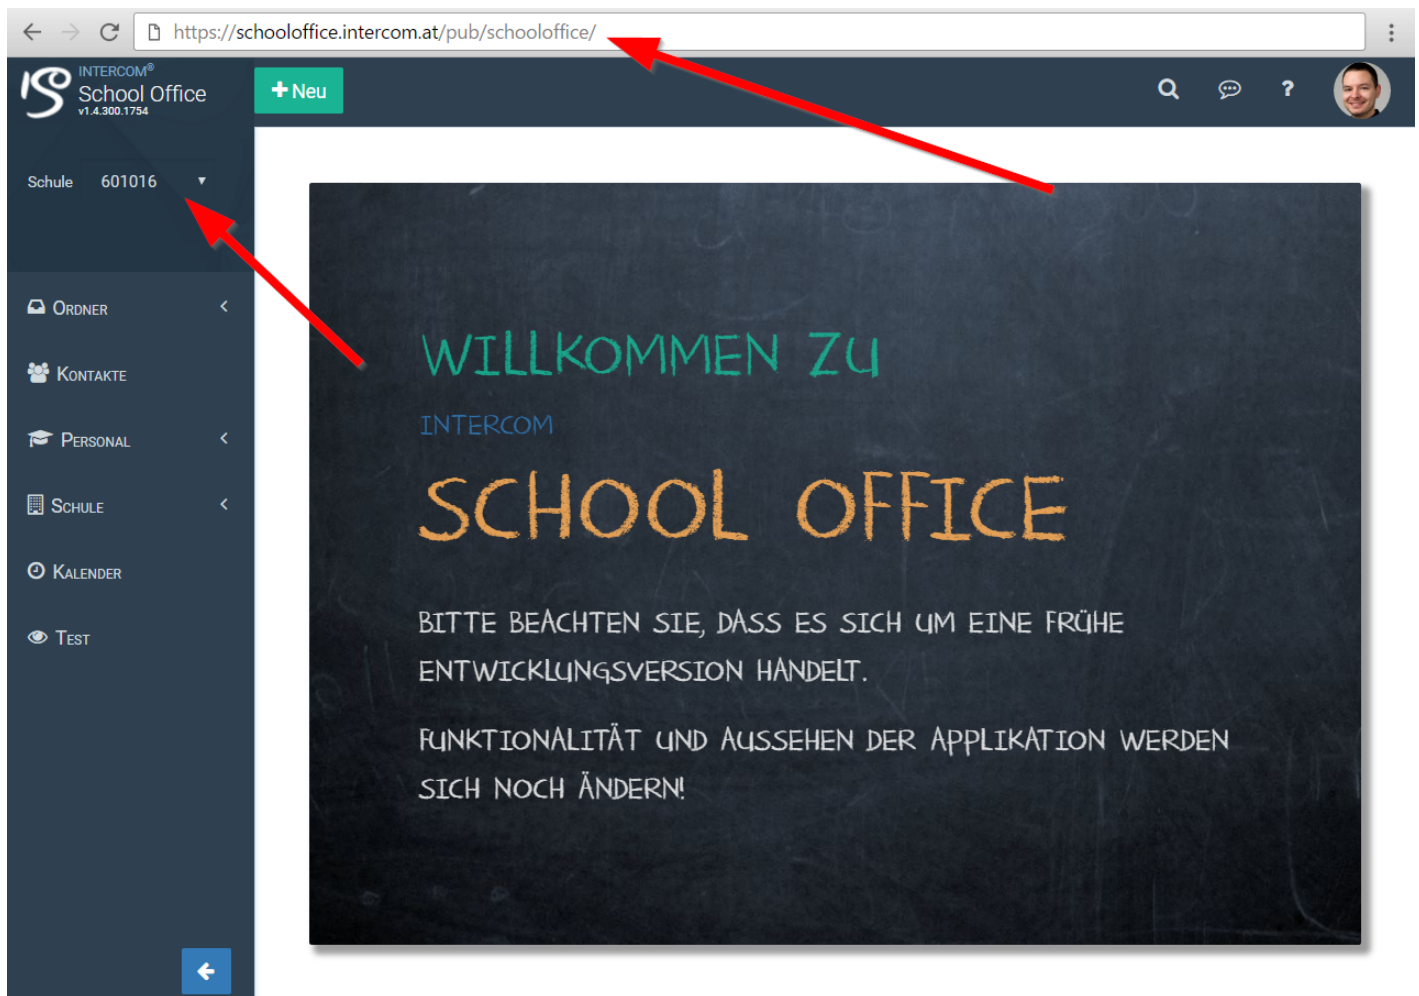 https://schooloffice.intercom.at/pub/schooloffice/
INTERCOM®
School Office
v1.4.300.1754
Neu
?
Schule 601016
ORDNER
KONTAKTE
PERSONAL
SCHULE
KALENDER
TEST
WILLKOMMEN ZU
INTERCOM
SCHOOL OFFICE
BITTE BEACHTEN SIE, DASS ES SICH UM EINE FRÜHE
ENTWICKLUNGSVERSION HANDELT.
FUNKTIONALITÄT UND AUSSEHEN DER APPLIKATION WERDEN
SICH NOCH ÄNDERN!